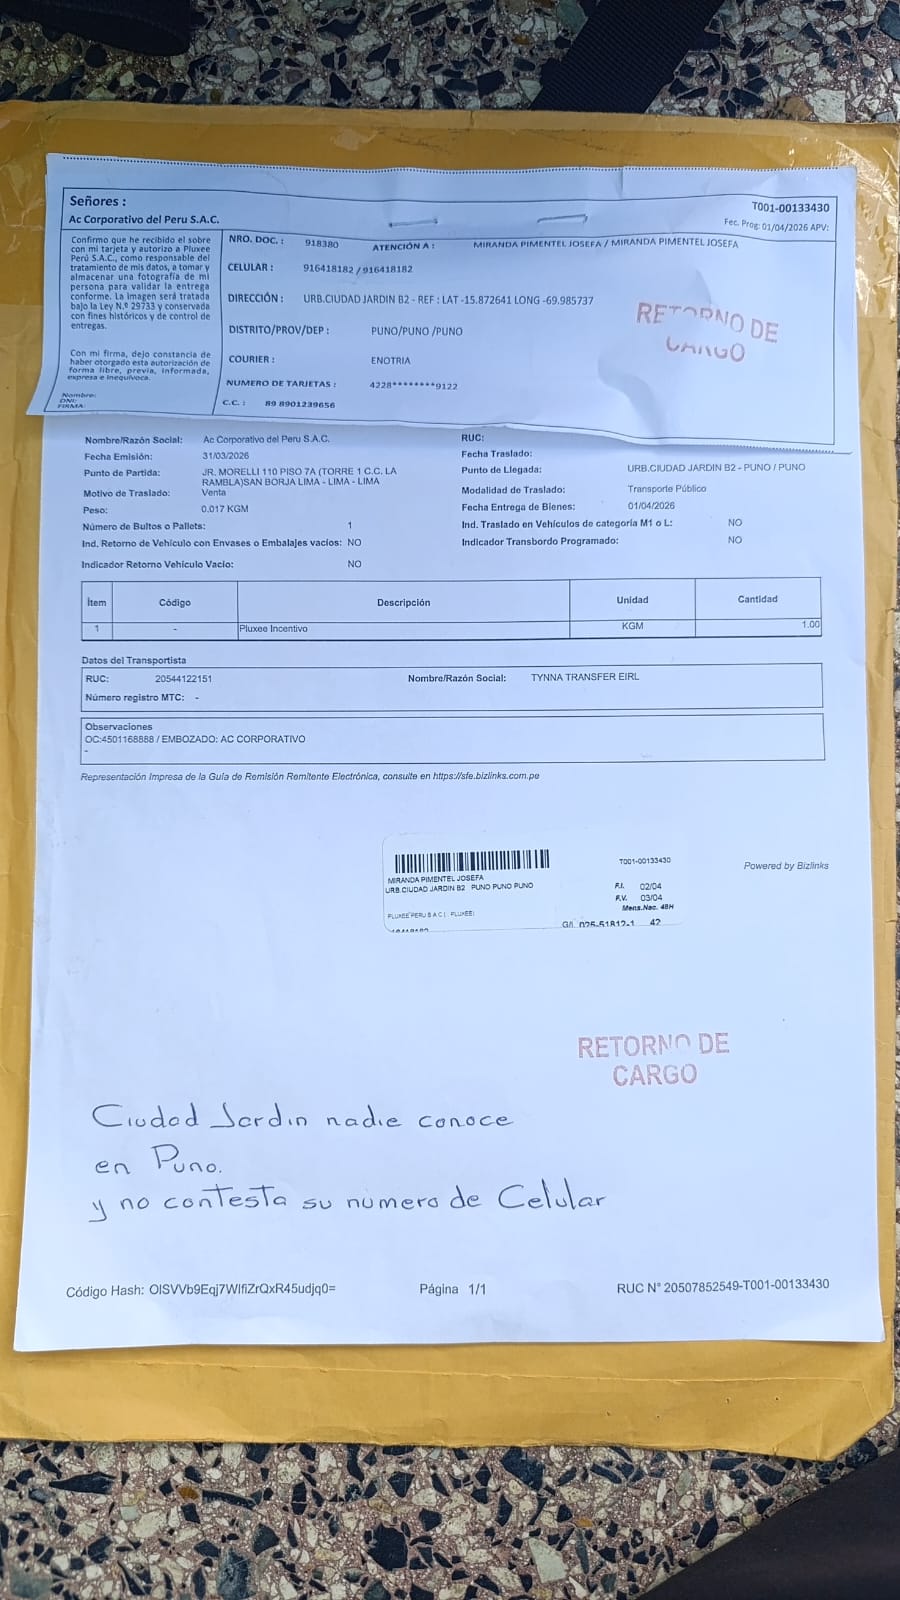 Señores :
Ac Corporativo del Peru S.A.C.
T001-00133430
Fec. Prog: 01/04/2026 APV:
Confirmo que he recibido el sobre
con mi tarjeta y autorizo a Pluxee
Perú S.A.C., como responsable del
tratamiento de mis datos, a tomar y
almacenar una fotografía de mi
persona para validar la entrega
conforme. La imagen será tratada
bajo la Ley N.º 29733 y conservada
con fines históricos y de control de
entregas.
Con mi firma, dejo constancia de
haber otorgado esta autorización de
forma libre, previa, informada,
expresa e inequívoca.
Nombre:
DNI:
FIRMA:
NRO. DOC. : 918380 ATENCIÓN A : MIRANDA PIMENTEL JOSEFA / MIRANDA PIMENTEL JOSEFA
CELULAR : 916418182 / 916418182
DIRECCIÓN : URB.CIUDAD JARDIN B2 - REF : LAT -15.872641 LONG -69.985737
DISTRITO/PROV/DEP : PUNO/PUNO /PUNO
COURIER : ENOTRIA
NUMERO DE TARJETAS : 4228********9122
C.C. : 89 8901239656
RETORNO DE
CARGO
Nombre/Razón Social: Ac Corporativo del Peru S.A.C. RUC:
Fecha Emisión: 31/03/2026 Fecha Traslado:
Punto de Partida: JR. MORELLI 110 PISO 7A (TORRE 1 C.C. LA
RAMBLA)SAN BORJA LIMA - LIMA - LIMA
Punto de Llegada: URB.CIUDAD JARDIN B2 - PUNO / PUNO
Motivo de Traslado: Venta Modalidad de Traslado: Transporte Público
Peso: 0.017 KGM Fecha Entrega de Bienes: 01/04/2026
Número de Bultos o Pallets: 1 Ind. Traslado en Vehículos de categoría M1 o L: NO
Ind. Retorno de Vehículo con Envases o Embalajes vacíos: NO Indicador Transbordo Programado: NO
Indicador Retorno Vehiculo Vacio: NO
Ítem Código Descripción Unidad Cantidad
1 - Pluxee Incentivo KGM 1.00
Datos del Transportista
RUC: 20544122151 Nombre/Razón Social: TYNNA TRANSFER EIRL
Número registro MTC: -
Observaciones
OC:4501168888 / EMBOZADO: AC CORPORATIVO
-
Representación Impresa de la Guía de Remisión Remitente Electrónica, consulte en https://sfe.bizlinks.com.pe
T001-00133430
MIRANDA PIMENTEL JOSEFA
URB.CIUDAD JARDIN B2 PUNO PUNO PUNO
F.I. 02/04
F.V. 03/04
Mens.Nac. 48H
PLUXEE PERU S A C ( PLUXEE)
42
Powered by Bizlinks
RETORNO DE
CARGO
Ciudad Jardin nadie conoce
en Puno.
y no contesta su numero de Celular
Código Hash: OlSVVb9Eqj7WlfiZrQxR45udjq0= Página 1/1 RUC N° 20507852549-T001-00133430